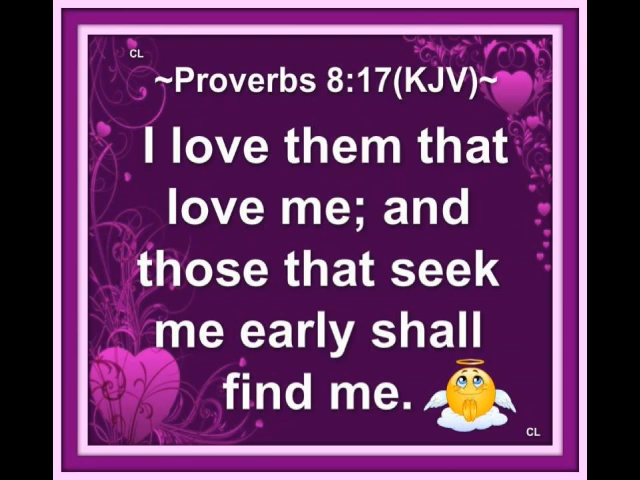 CL
~Proverbs 8:17(KJV)~
I love them that
love me; and
those that seek
me early shall
find me.
CL